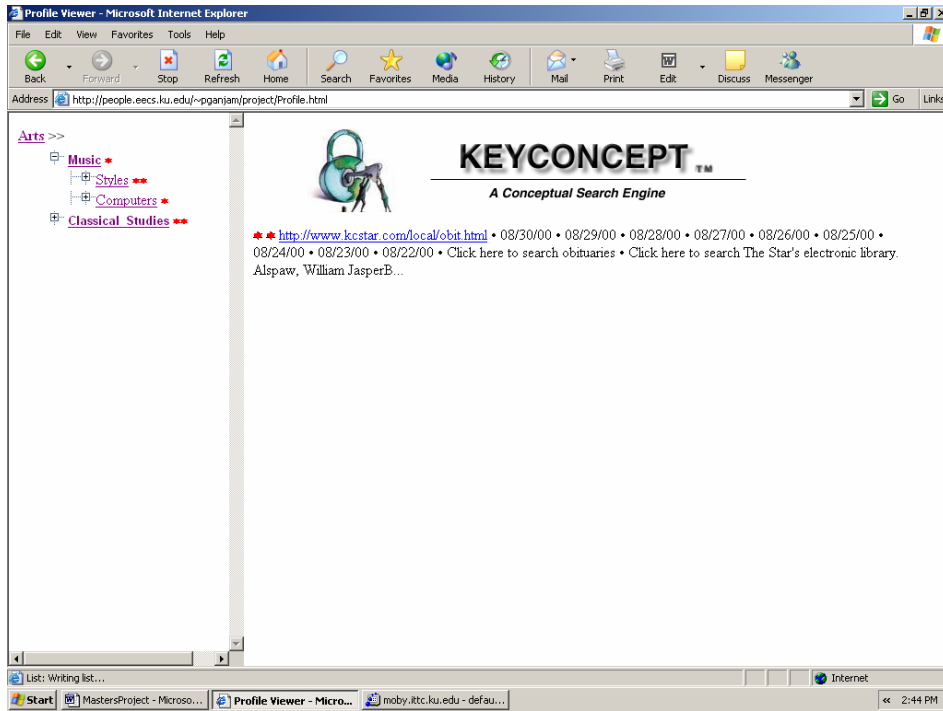 Profile Viewer - Microsoft Internet Explorer
File Edit View Favorites Tools Help
Back Forward Stop Refresh Home Search Favorites Media History Mail Print Edit Discuss Messenger
Address http://people.eecs.ku.edu/~pganjam/project/Profile.html Go Links
Arts >>
Music
Styles
Computers
Classical Studies
KEYCONCEPT TM
A Conceptual Search Engine
http://www.kcstar.com/local/obit.html • 08/30/00 • 08/29/00 • 08/28/00 • 08/27/00 • 08/26/00 • 08/25/00 •
08/24/00 • 08/23/00 • 08/22/00 • Click here to search obituaries • Click here to search The Star's electronic library.
Alspaw, William JasperB...
List: Writing list... Internet
Start MastersProject - Microso... Profile Viewer - Micro... moby.ittc.ku.edu - defau... « 2:44 PM